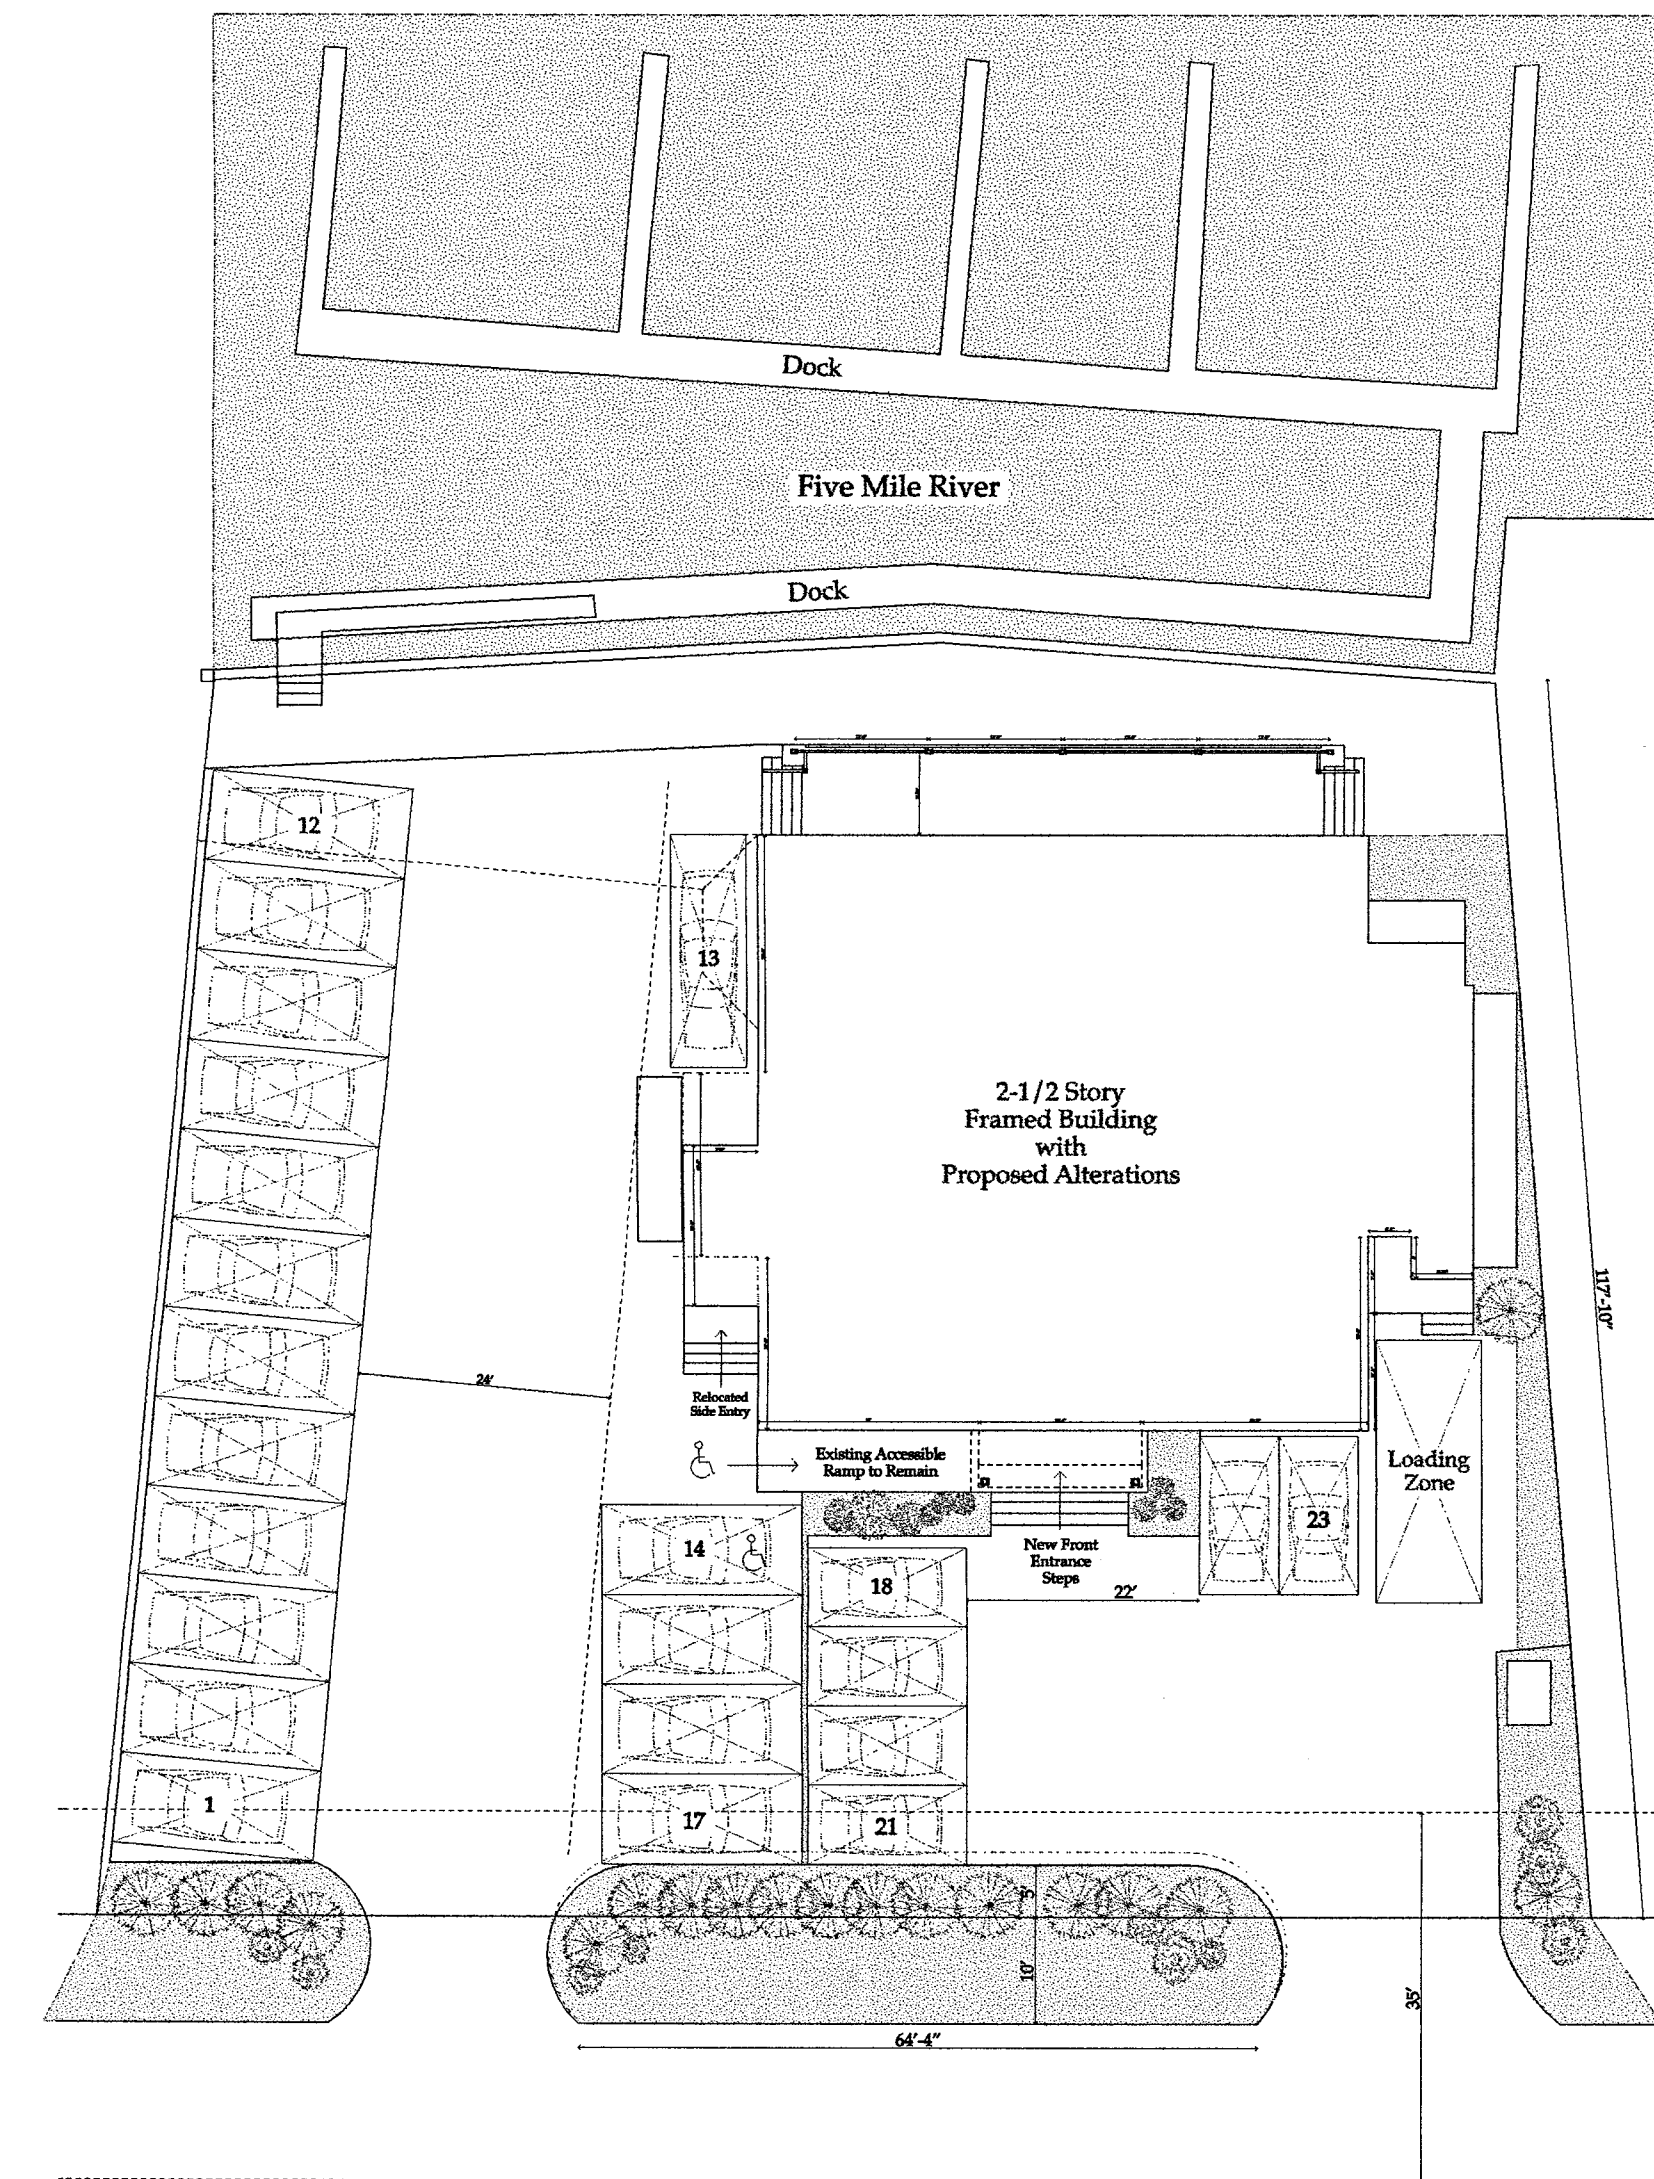 Dock
Five Mile River
Dock
12
13
2-1/2 Story
Framed Building
with
Proposed Alterations
117'-10"
24'
Relocated
Side Entry
Existing Accessible
Ramp to Remain
Loading
Zone
14
18
New Front
Entrance
Steps
22'
23
1
17
21
5'
10'
35'
64'-4"